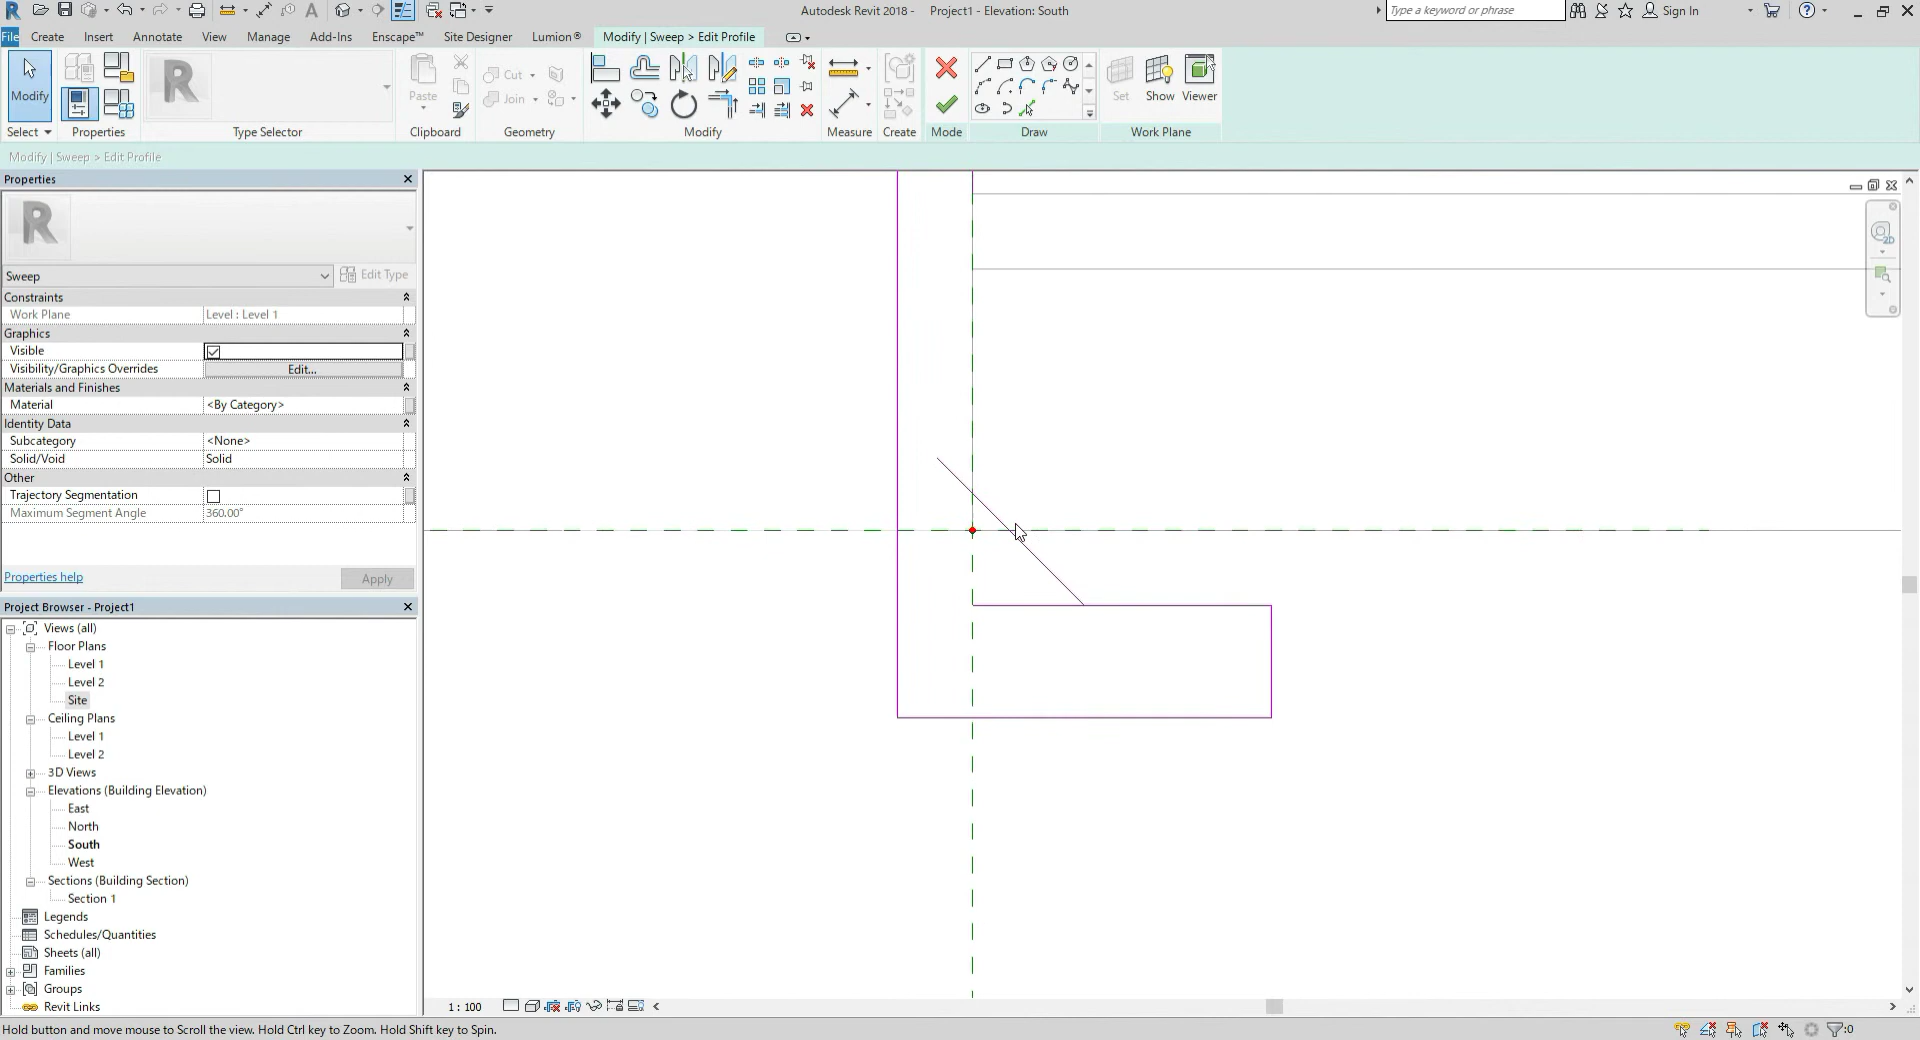 Autodesk Revit 2018 - Project1 - Elevation: South
Type a keyword or phrase
Sign In
File Create Insert Annotate View Manage Add-Ins Enscape™ Site Designer Lumion® Modify | Sweep > Edit Profile
Modify
Paste
Cut
Join
Set
Show
Viewer
Select Properties Type Selector Clipboard Geometry Modify Measure Create Mode Draw Work Plane
Modify | Sweep > Edit Profile
Properties
Sweep
Edit Type
Constraints
Work Plane Level : Level 1
Graphics
Visible
Visibility/Graphics Overrides Edit...
Materials and Finishes
Material <By Category>
Identity Data
Subcategory <None>
Solid/Void Solid
Other
Trajectory Segmentation
Maximum Segment Angle 360.00°
Properties help
Apply
Project Browser - Project1
Views (all)
Floor Plans
Level 1
Level 2
Site
Ceiling Plans
Level 1
Level 2
3D Views
Elevations (Building Elevation)
East
North
South
West
Sections (Building Section)
Section 1
Legends
Schedules/Quantities
Sheets (all)
Families
Groups
Revit Links
2D
1 : 100
Hold button and move mouse to Scroll the view. Hold Ctrl key to Zoom. Hold Shift key to Spin.
:0